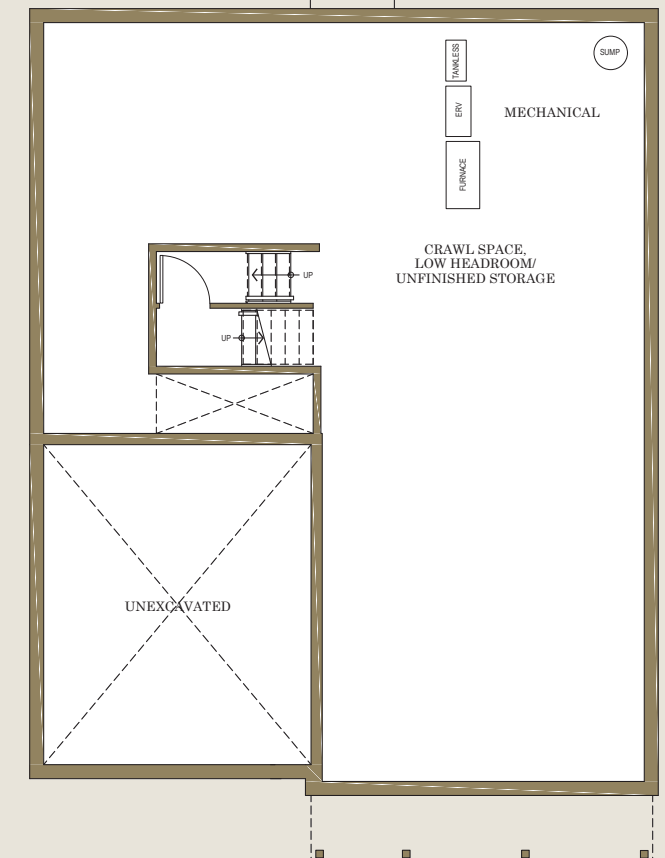 TANKLESS
SUMP
ERV
MECHANICAL
FURNACE
CRAWL SPACE,
LOW HEADROOM/
UNFINISHED STORAGE
UP
UP
UNEXCAVATED